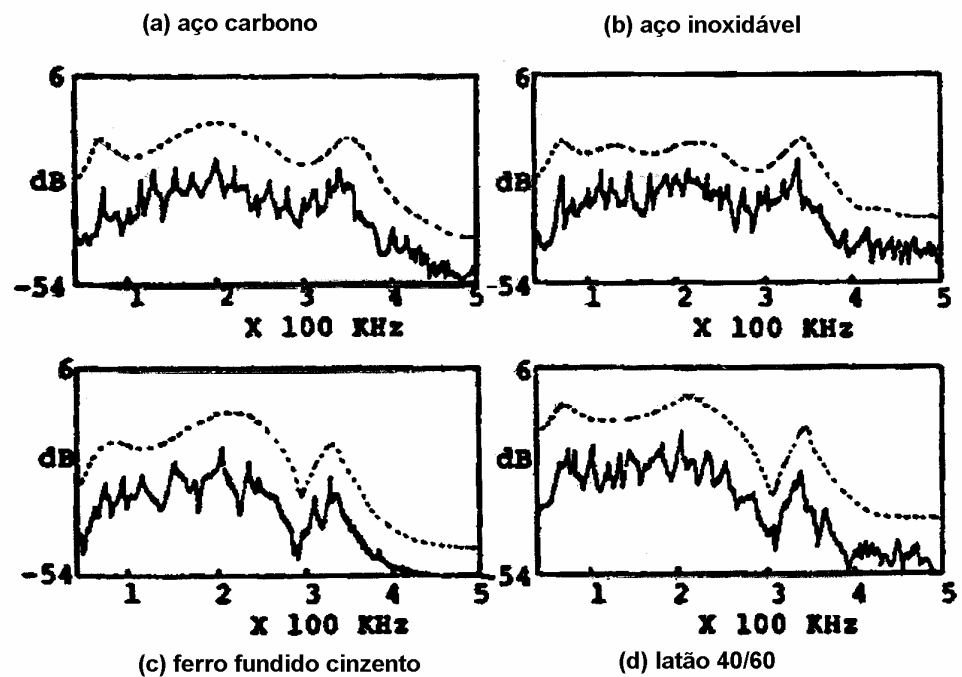 (a) aço carbono
(b) aço inoxidável
6
dB
-54
1 2 3 4 5
X 100 KHz
6
dB
54
1 2 3 4 5
X 100 KHz
6
dB
-54
1 2 3 4 5
X 100 KHz
(c) ferro fundido cinzento
6
dB
-54
1 2 3 4 5
X 100 KHz
(d) latão 40/60